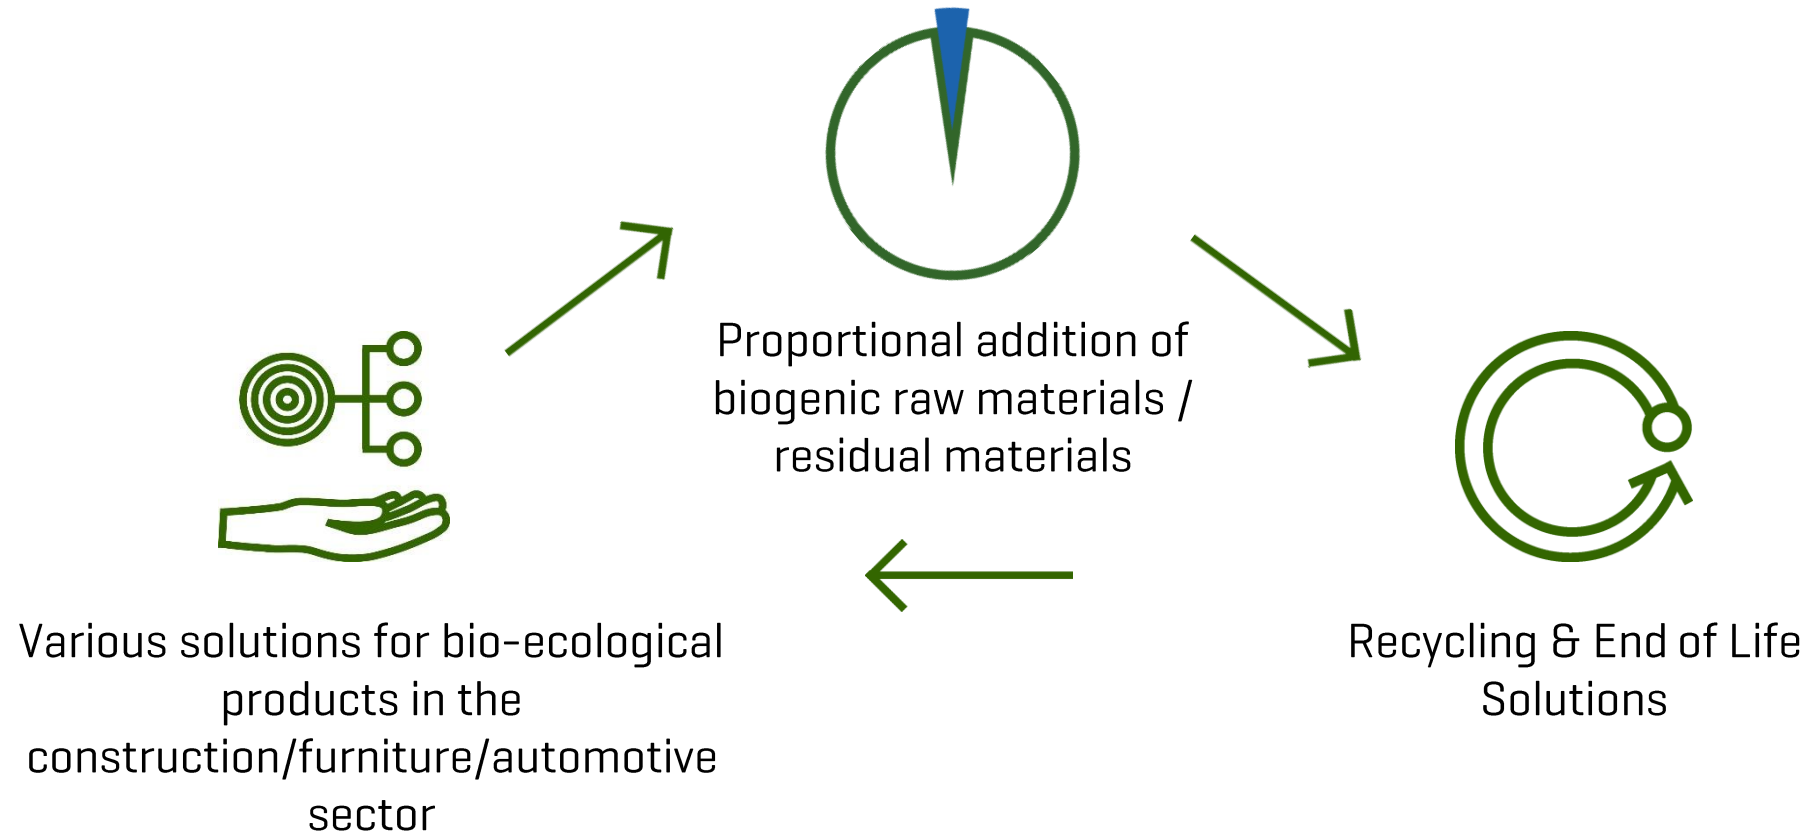 Proportional addition of
biogenic raw materials /
residual materials
Various solutions for bio-ecological
products in the
construction/furniture/automotive
sector
Recycling & End of Life
Solutions